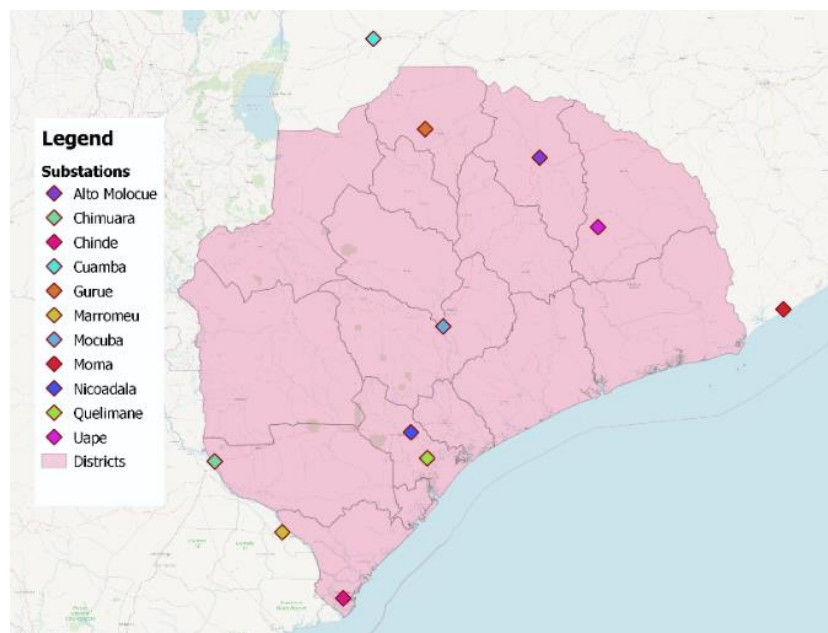 Legend
Substations
Alto Molocue
Chimuara
Chinde
Cuamba
Gurue
Marromeu
Mocuba
Moma
Nicoadala
Quelimane
Uape
Districts